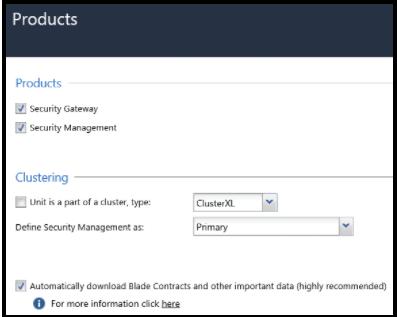 Products
Products
Security Gateway
Security Management
Clustering
Unit is a part of a cluster, type: ClusterXL
Define Security Management as: Primary
Automatically download Blade Contracts and other important data (highly recommended)
For more information click here